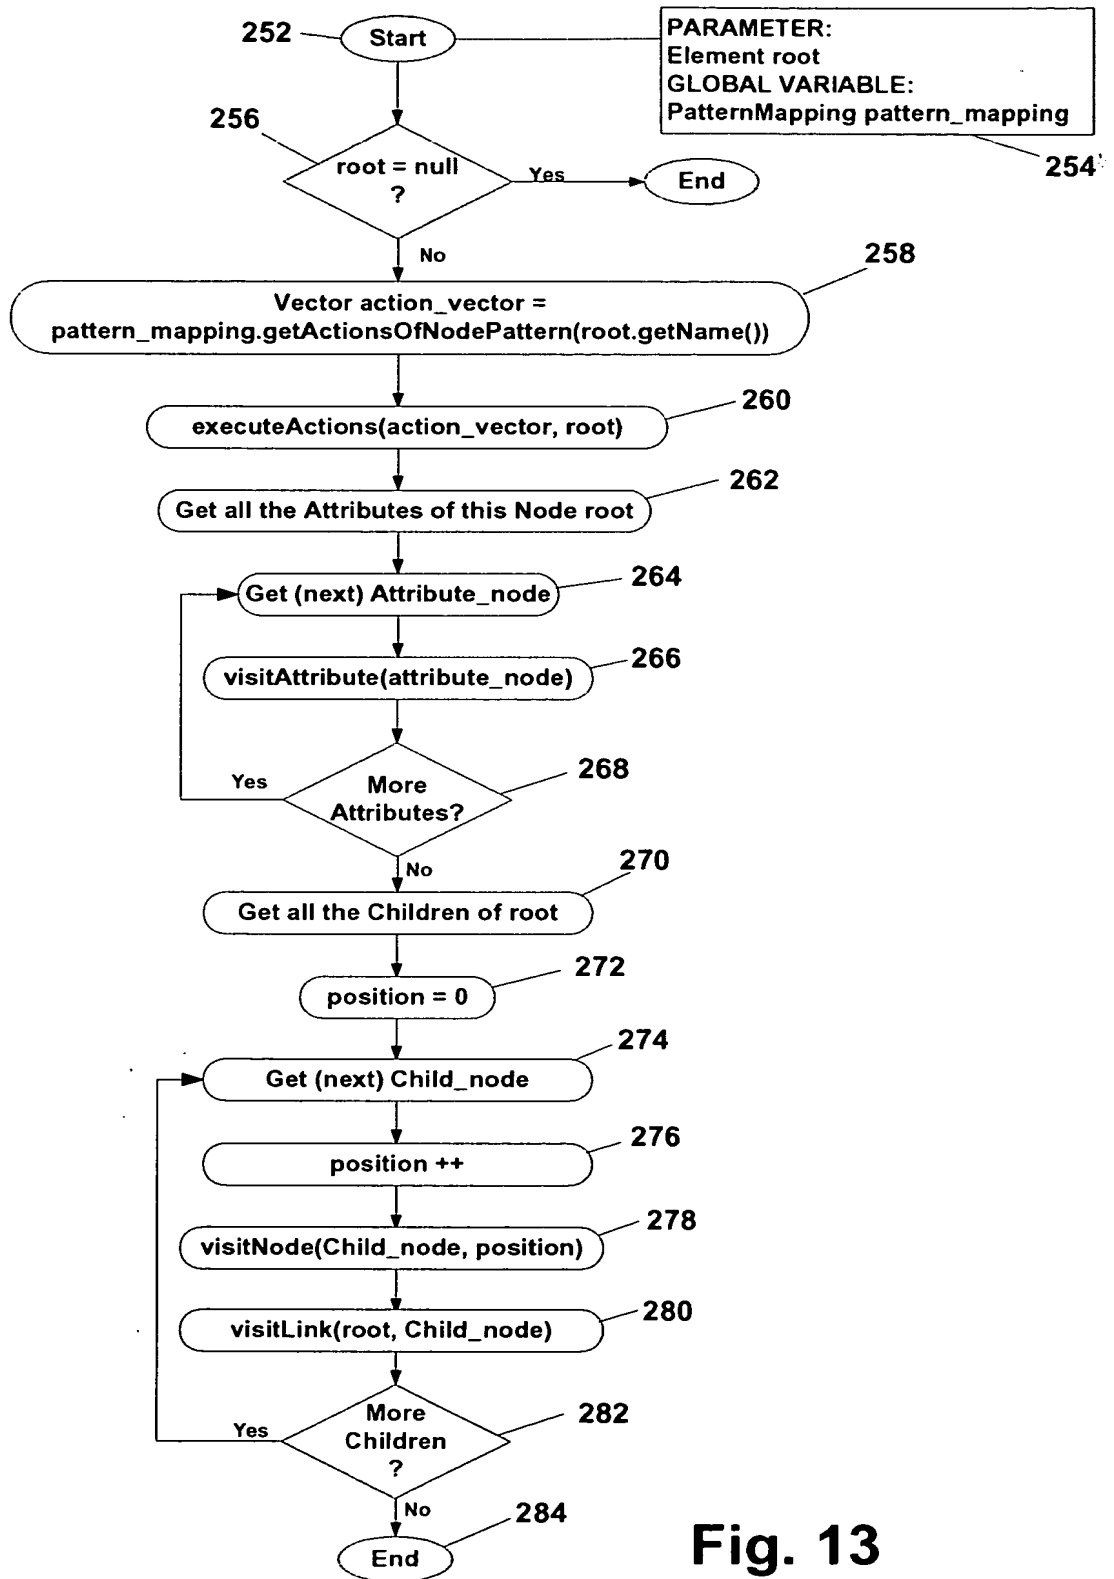 252
Start
PARAMETER:
Element root
GLOBAL VARIABLE:
PatternMapping pattern_mapping
254
256
root = null
?
Yes
End
No
258
Vector action_vector =
pattern_mapping.getActionsOfNodePattern(root.getName())
260
executeActions(action_vector, root)
262
Get all the Attributes of this Node root
264
Get (next) Attribute_node
266
visitAttribute(attribute_node)
268
Yes
More
Attributes?
No
270
Get all the Children of root
272
position = 0
274
Get (next) Child_node
276
position ++
278
visitNode(Child_node, position)
280
visitLink(root, Child_node)
282
Yes
More
Children
?
No
284
End
Fig. 13